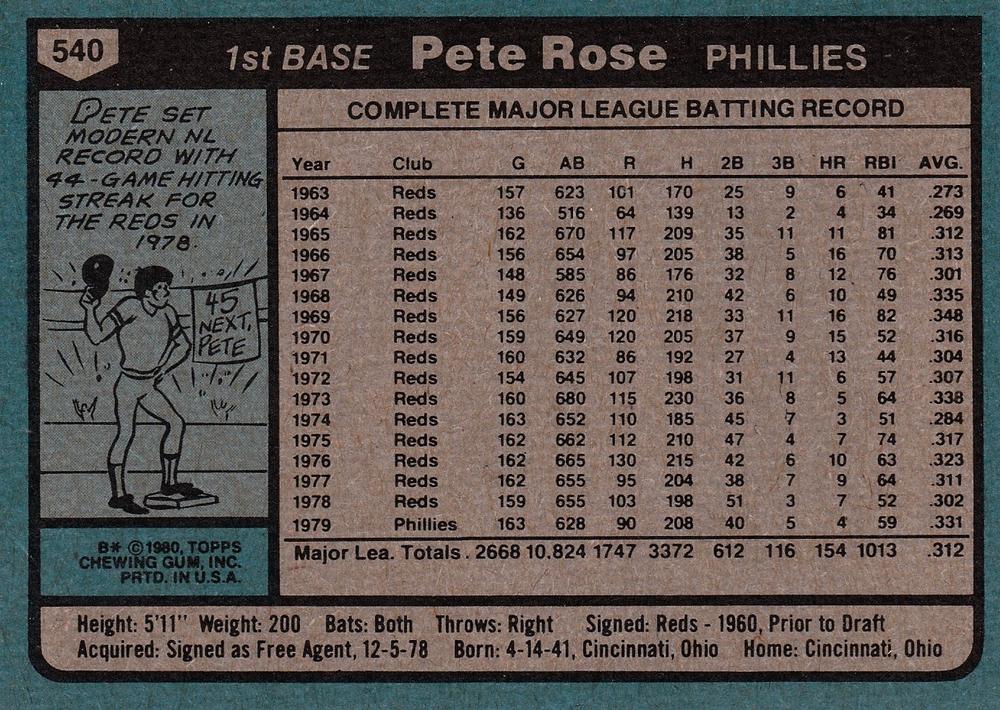 540
1st BASE Pete Rose PHILLIES
PETE SET
MODERN NL
RECORD WITH
44-GAME HITTING
STREAK FOR
THE REDS IN
1978.
45
NEXT,
PETE
B* ©1980, TOPPS
CHEWING GUM, INC.
PRTD. IN U.S.A.
COMPLETE MAJOR LEAGUE BATTING RECORD
Year Club G AB R H 2B 3B HR RBI AVG.
1963 Reds 157 623 101 170 25 9 6 41 .273
1964 Reds 136 516 64 139 13 2 4 34 .269
1965 Reds 162 670 117 209 35 11 11 81 .312
1966 Reds 156 654 97 205 38 5 16 70 .313
1967 Reds 148 585 86 176 32 8 12 76 .301
1968 Reds 149 626 94 210 42 6 10 49 .335
1969 Reds 156 627 120 218 33 11 16 82 .348
1970 Reds 159 649 120 205 37 9 15 52 .316
1971 Reds 160 632 86 192 27 4 13 44 .304
1972 Reds 154 645 107 198 31 11 6 57 .307
1973 Reds 160 680 115 230 36 8 5 64 .338
1974 Reds 163 652 110 185 45 7 3 51 .284
1975 Reds 162 662 112 210 47 4 7 74 .317
1976 Reds 162 665 130 215 42 6 10 63 .323
1977 Reds 162 655 95 204 38 7 9 64 .311
1978 Reds 159 655 103 198 51 3 7 52 .302
1979 Phillies 163 628 90 208 40 5 4 59 .331
Major Lea. Totals . 2668 10,824 1747 3372 612 116 154 1013 .312
Height: 5'11" Weight: 200 Bats: Both Throws: Right Signed: Reds - 1960, Prior to Draft
Acquired: Signed as Free Agent, 12-5-78 Born: 4-14-41, Cincinnati, Ohio Home: Cincinnati, Ohio